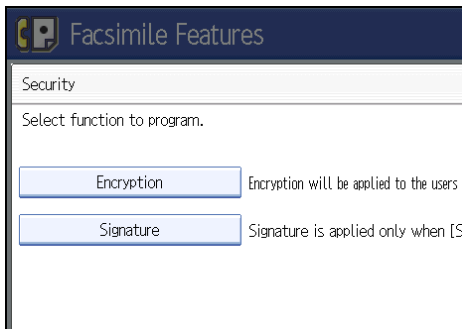 Facsimile Features
Security
Select function to program.
Encryption Encryption will be applied to the users
Signature Signature is applied only when [S